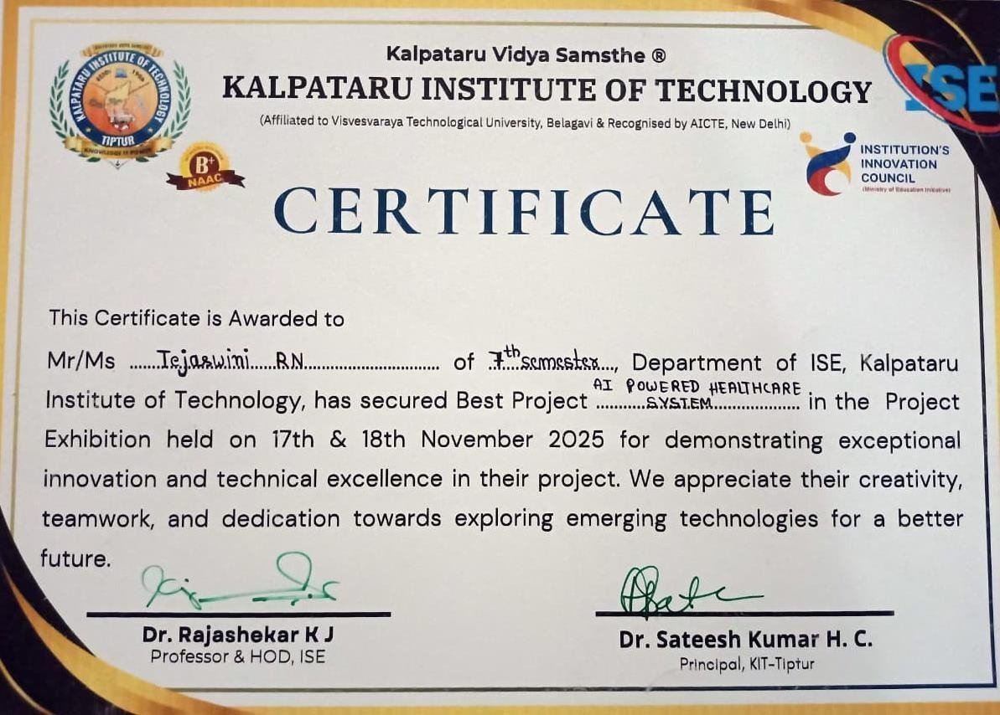 Kalpataru Vidya Samsthe ®
KALPATARU INSTITUTE OF TECHNOLOGY
(Affiliated to Visvesvaraya Technological University, Belagavi & Recognised by AICTE, New Delhi)
KALPATARU INSTITUTE OF TECHNOLOGY
TIPTUR
KNOWLEDGE IS POWER
B+
NAAC
ISE
INSTITUTION'S
INNOVATION
COUNCIL
(Ministry of Education Initiative)
CERTIFICATE
This Certificate is Awarded to
Mr/Ms .......Tejaswini.....RN............................... of .7th semester..., Department of ISE, Kalpataru
Institute of Technology, has secured Best Project AI POWERED HEALTHCARE
..........SYSTEM.................. in the Project
Exhibition held on 17th & 18th November 2025 for demonstrating exceptional
innovation and technical excellence in their project. We appreciate their creativity,
teamwork, and dedication towards exploring emerging technologies for a better
future.
Dr. Rajashekar K J
Professor & HOD, ISE
Dr. Sateesh Kumar H. C.
Principal, KIT-Tiptur